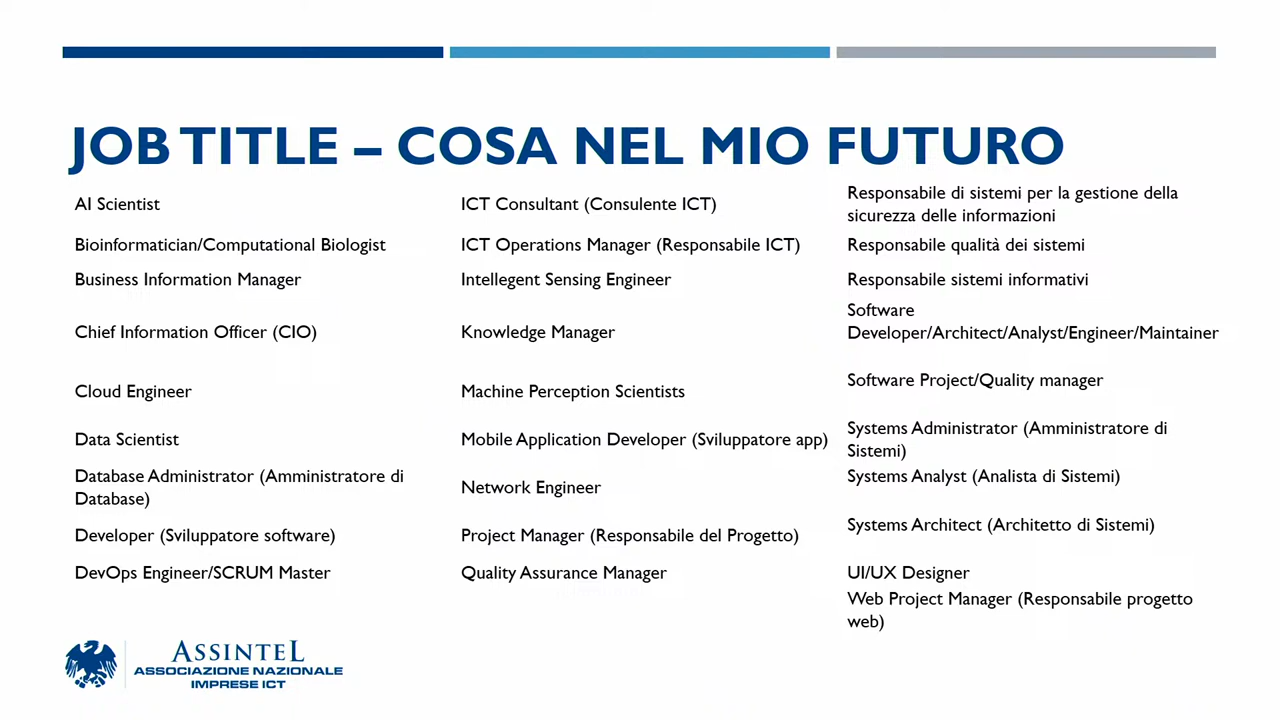 JOB TITLE – COSA NEL MIO FUTURO
AI Scientist
Bioinformatician/Computational Biologist
Business Information Manager
Chief Information Officer (CIO)
Cloud Engineer
Data Scientist
Database Administrator (Amministratore di
Database)
Developer (Sviluppatore software)
DevOps Engineer/SCRUM Master
ICT Consultant (Consulente ICT)
ICT Operations Manager (Responsabile ICT)
Intellegent Sensing Engineer
Knowledge Manager
Machine Perception Scientists
Mobile Application Developer (Sviluppatore app)
Network Engineer
Project Manager (Responsabile del Progetto)
Quality Assurance Manager
Responsabile di sistemi per la gestione della
sicurezza delle informazioni
Responsabile qualità dei sistemi
Responsabile sistemi informativi
Software
Developer/Architect/Analyst/Engineer/Maintainer
Software Project/Quality manager
Systems Administrator (Amministratore di
Sistemi)
Systems Analyst (Analista di Sistemi)
Systems Architect (Architetto di Sistemi)
UI/UX Designer
Web Project Manager (Responsabile progetto
web)
ASSINTEL
ASSOCIAZIONE NAZIONALE
IMPRESE ICT